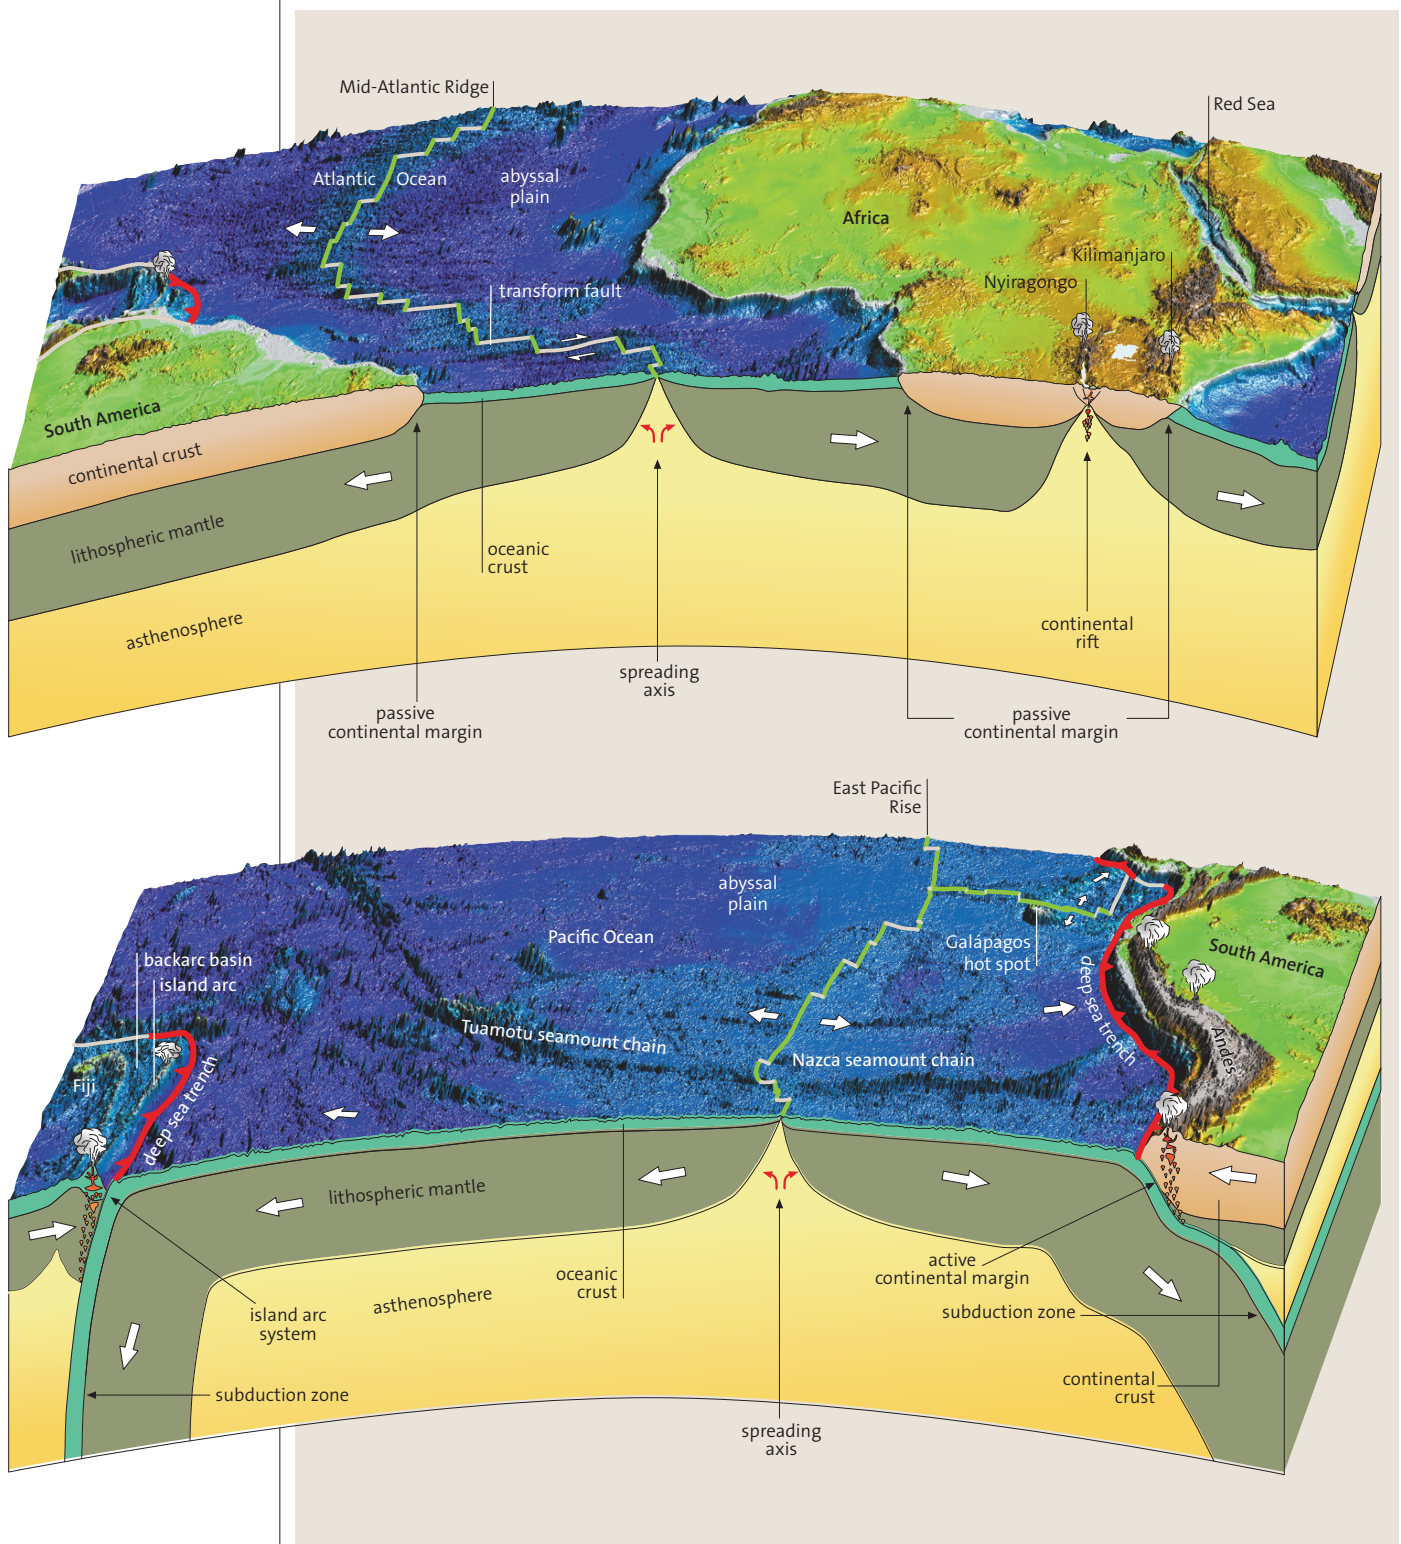 Mid-Atlantic Ridge
Red Sea
Atlantic Ocean
abyssal
plain
Africa
Kilimanjaro
Nyiragongo
transform fault
South America
continental crust
lithospheric mantle
oceanic
crust
asthenosphere
continental
rift
spreading
axis
passive
continental margin
passive
continental margin
East Pacific
Rise
abyssal
plain
Pacific Ocean
Galápagos
hot spot
South America
backarc basin
island arc
deep sea trench
Tuamotu seamount chain
Nazca seamount chain
Andes
Fiji
deep sea trench
lithospheric mantle
active
continental margin
oceanic
crust
asthenosphere
island arc
system
subduction zone
continental
crust
subduction zone
spreading
axis